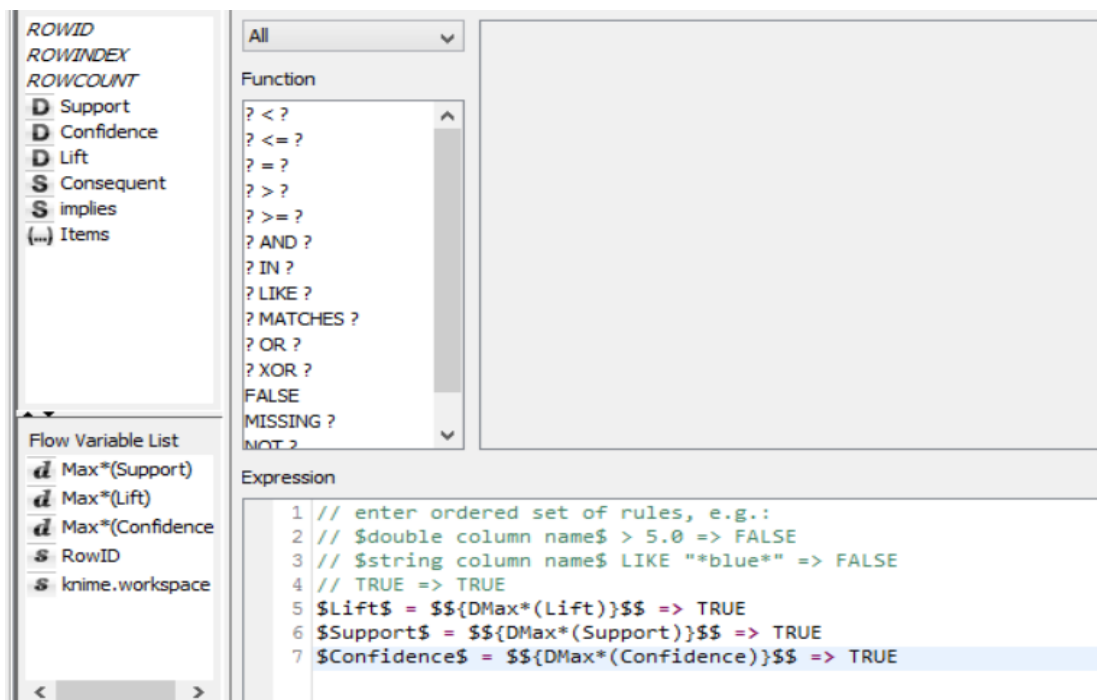 ROWID
ROWINDEX
ROWCOUNT
D Support
D Confidence
D Lift
S Consequent
S implies
{...} Items
Flow Variable List
d Max*(Support)
d Max*(Lift)
d Max*(Confidence
s RowID
s knime.workspace
All
Function
? < ?
? <= ?
? = ?
? > ?
? >= ?
? AND ?
? IN ?
? LIKE ?
? MATCHES ?
? OR ?
? XOR ?
FALSE
MISSING ?
NOT ?
Expression
1 // enter ordered set of rules, e.g.:
2 // $double column name$ > 5.0 => FALSE
3 // $string column name$ LIKE "*blue*" => FALSE
4 // TRUE => TRUE
5 $Lift$ = $${DMax*(Lift)}$$ => TRUE
6 $Support$ = $${DMax*(Support)}$$ => TRUE
7 $Confidence$ = $${DMax*(Confidence)}$$ => TRUE